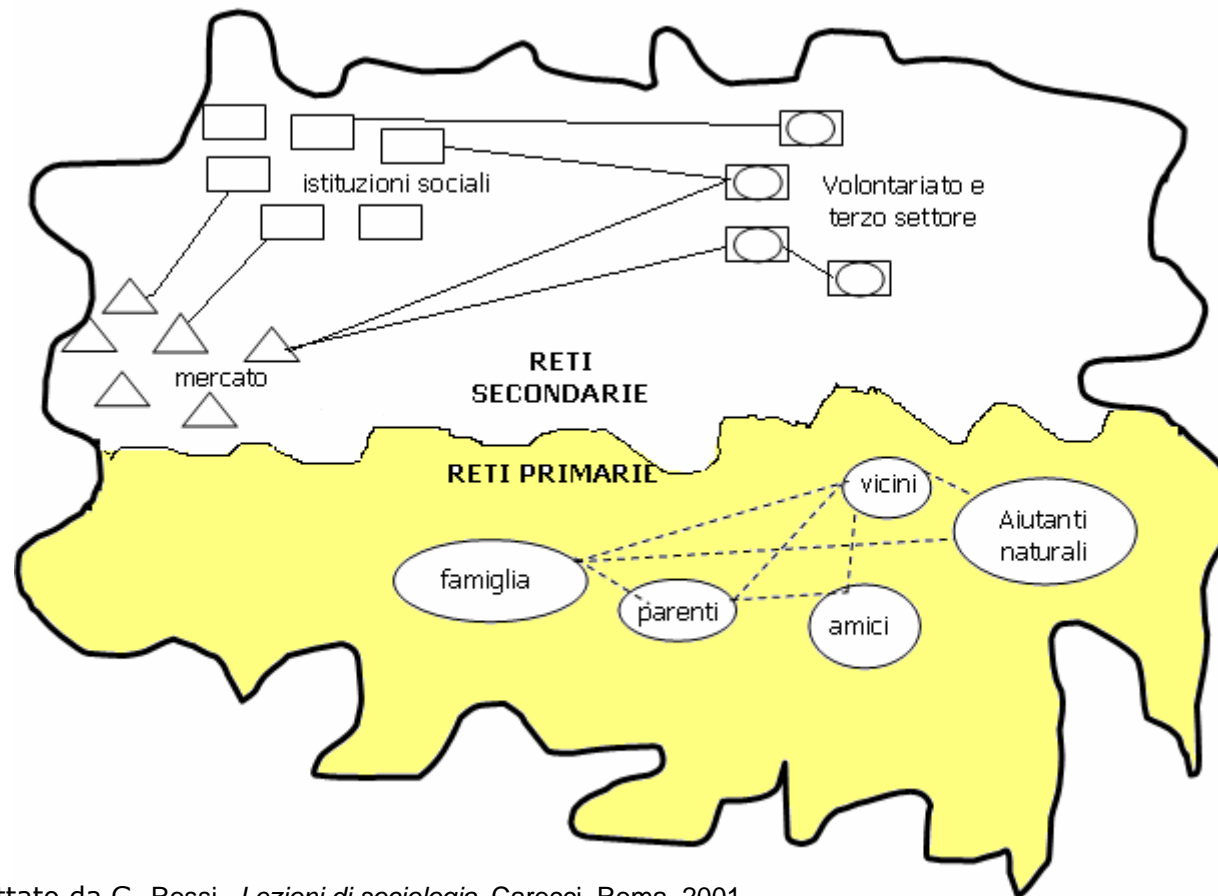 istituzioni sociali
Volontariato e
terzo settore
mercato
RETI
SECONDARIE
RETI PRIMARIE
vicini
Aiutanti
naturali
famiglia
parenti
amici
da G. Rossi, Lezioni di sociologia, Carocci, Roma, 2001